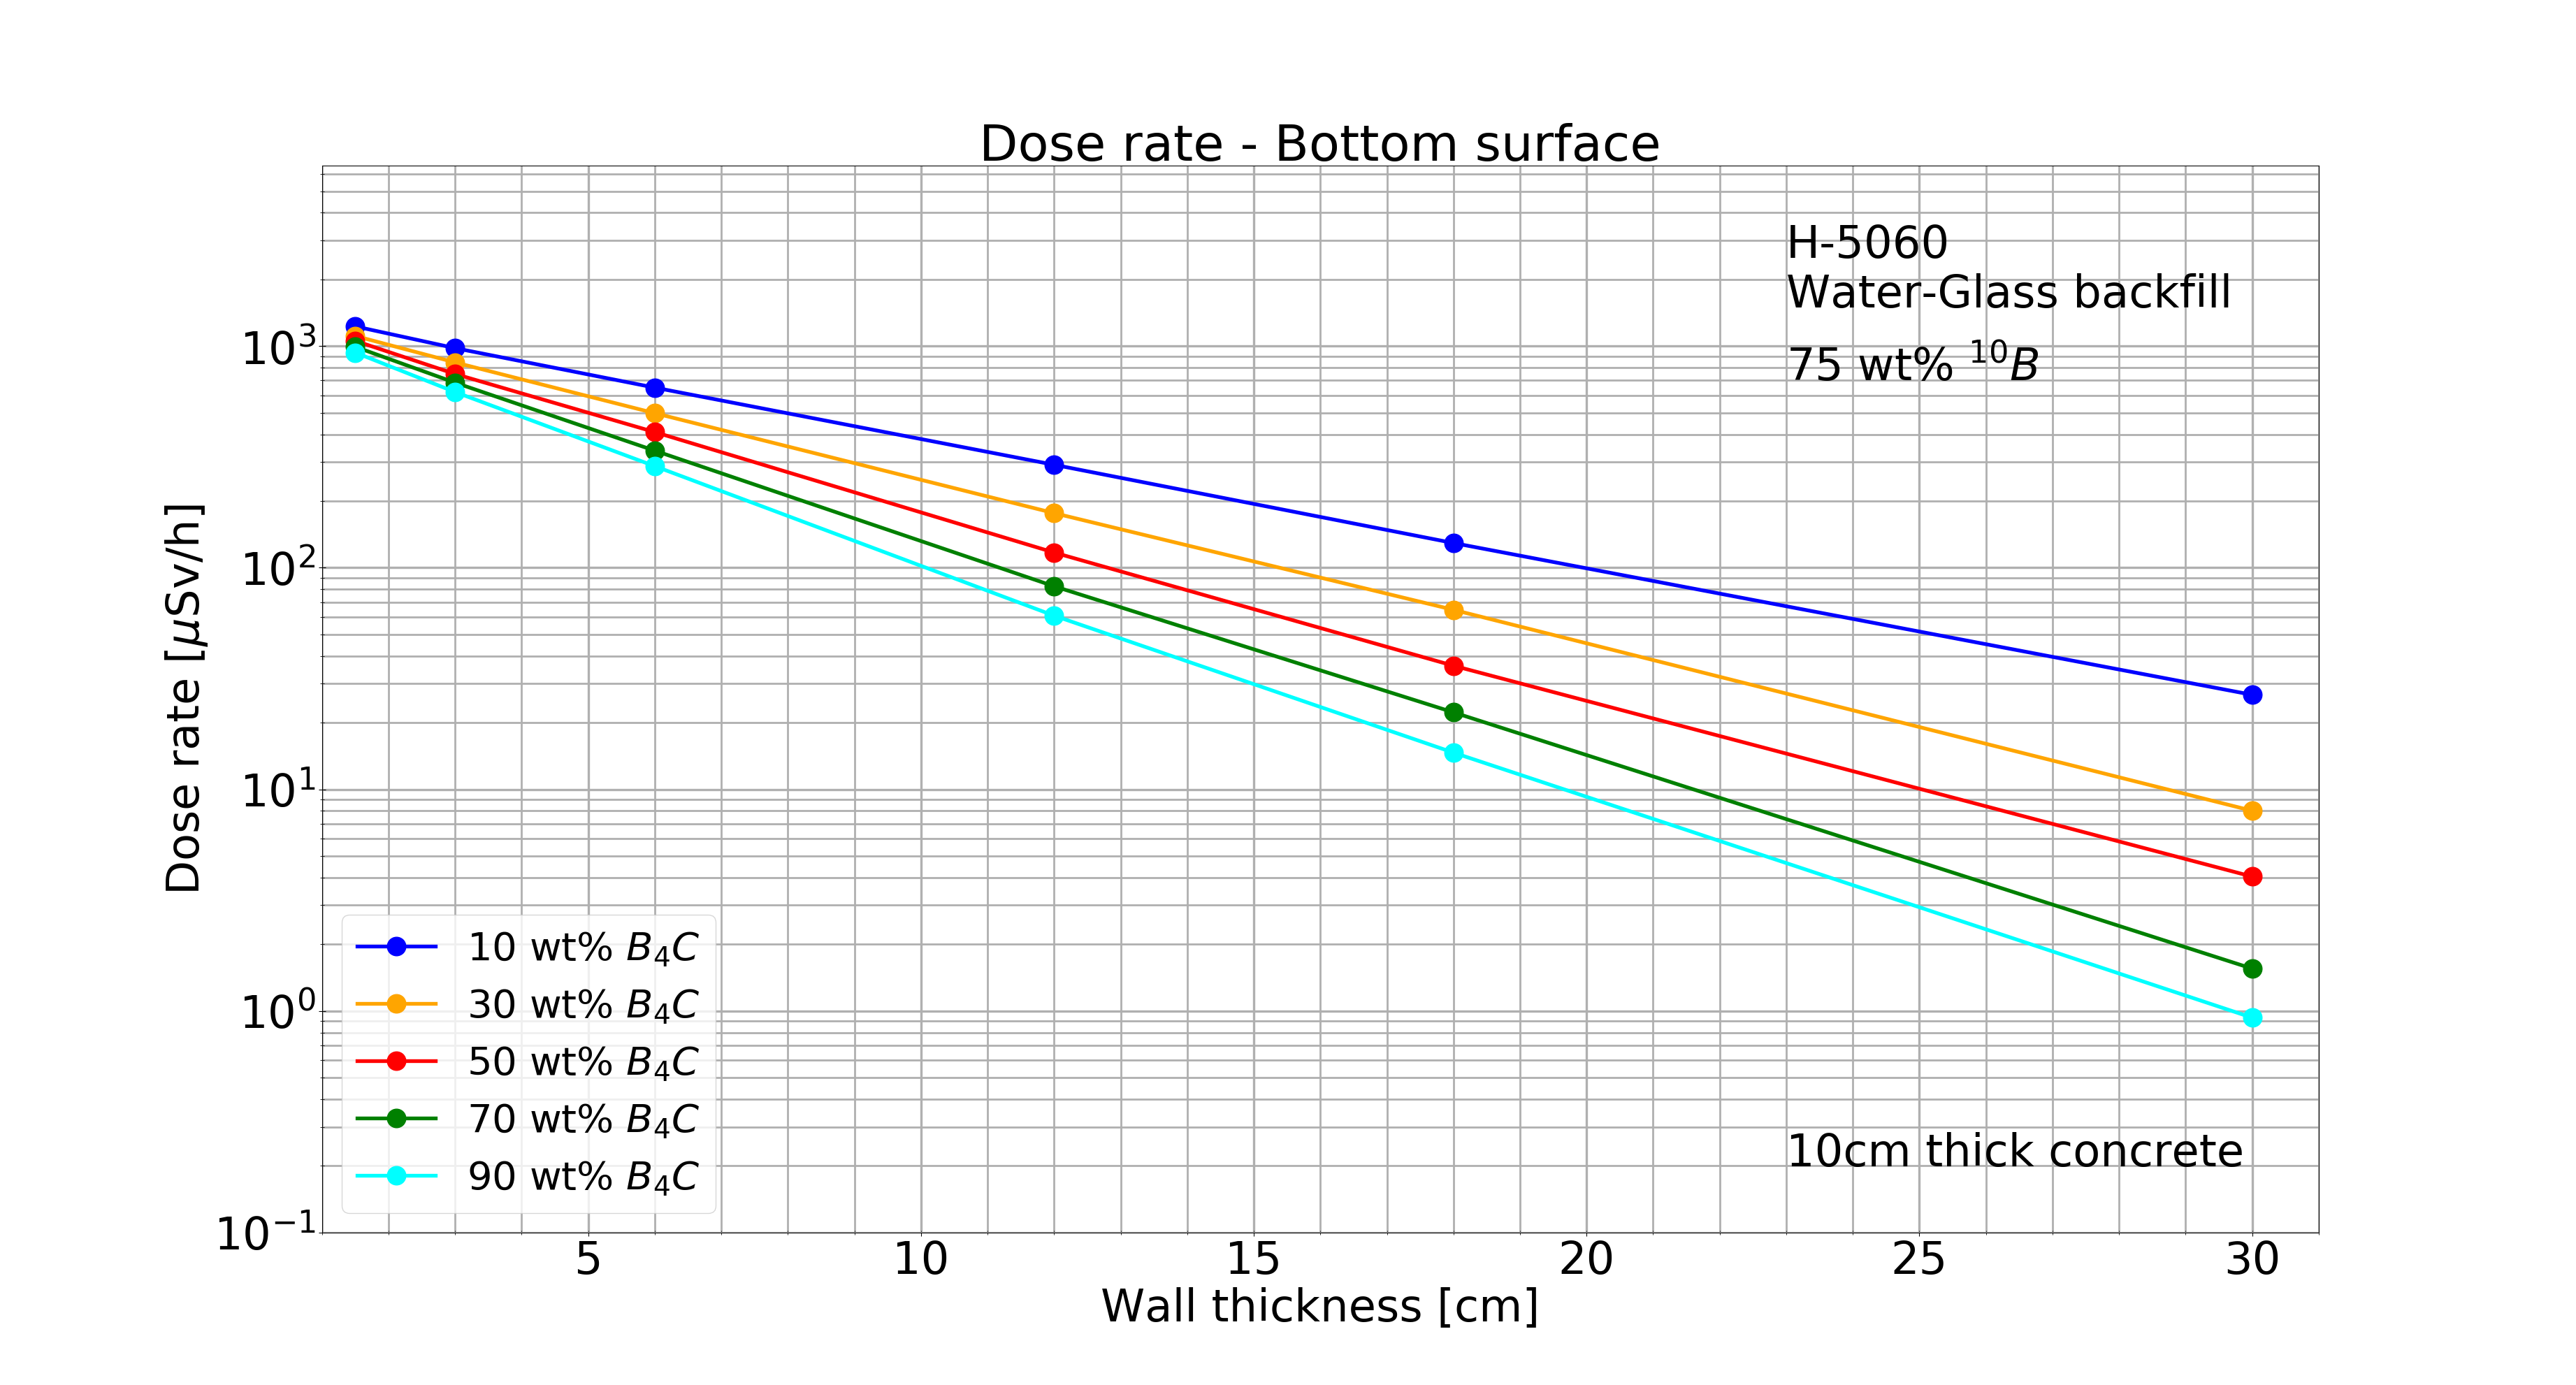 Dose rate - Bottom surface
H-5060
Water-Glass backfill
75 wt% ¹⁰B
10³
10²
10¹
10⁰
10⁻¹
Dose rate [μSv/h]
10 wt% B₄C
30 wt% B₄C
50 wt% B₄C
70 wt% B₄C
90 wt% B₄C
10cm thick concrete
5 10 15 20 25 30
Wall thickness [cm]